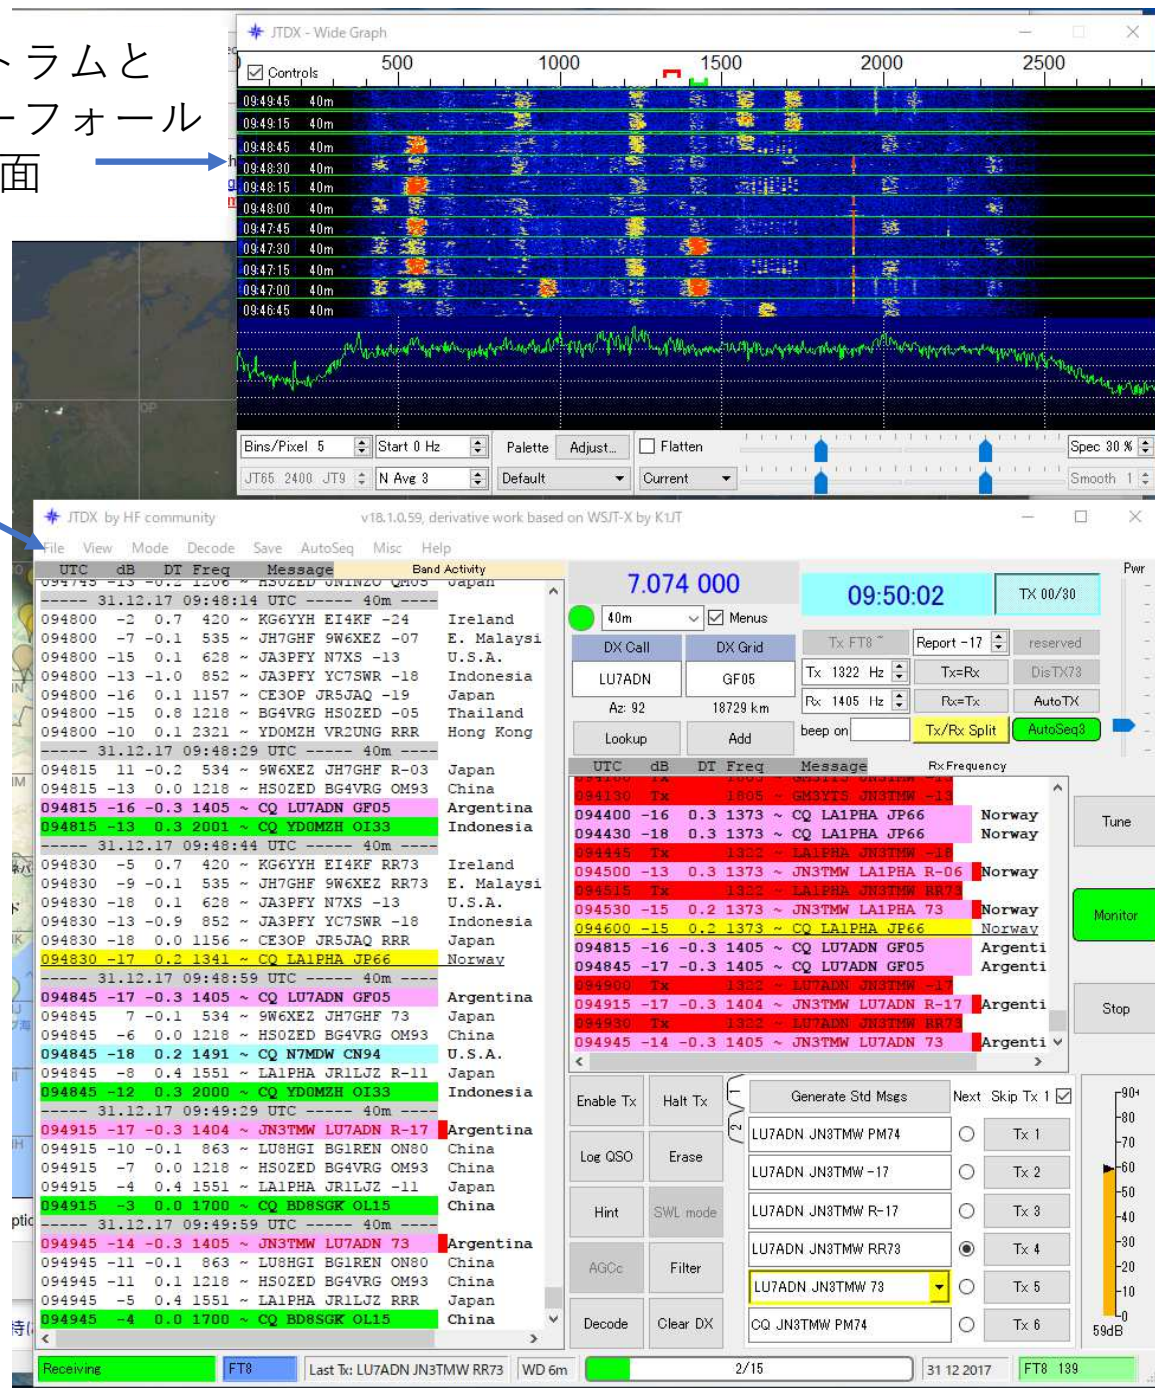 トラムと
ーフォール
面
JTDX - Wide Graph
Controls 500 1000 1500 2000 2500
09:49:45 40m
09:49:15 40m
09:48:45 40m
09:48:30 40m
09:48:15 40m
09:48:00 40m
09:47:45 40m
09:47:30 40m
09:47:15 40m
09:47:00 40m
09:46:45 40m
Bins/Pixel 5 Start 0 Hz Palette Adjust... Flatten Spec 30 %
JT65 2400 JT9 N Avg 3 Default Current Smooth 1
JTDX by HF community v18.1.0.59, derivative work based on WSJT-X by K1JT
File View Mode Decode Save AutoSeq Misc Help
UTC dB DT Freq Message Band Activity
094745 -13 -0.2 1206 ~ HS0ZED JN1NZO QM05 Japan
----- 31.12.17 09:48:14 UTC ----- 40m ----
094800 -2 0.7 420 ~ KG6YYH EI4KF -24 Ireland
094800 -7 -0.1 535 ~ JH7GHF 9W6XEZ -07 E. Malaysi
094800 -15 0.1 628 ~ JA3PFY N7XS -13 U.S.A.
094800 -13 -1.0 852 ~ JA3PFY YC7SWR -18 Indonesia
094800 -16 0.1 1157 ~ CE3OP JR5JAQ -19 Japan
094800 -15 0.8 1218 ~ BG4VRG HS0ZED -05 Thailand
094800 -10 0.1 2321 ~ YD0MZH VR2UNG RRR Hong Kong
----- 31.12.17 09:48:29 UTC ----- 40m ----
094815 11 -0.2 534 ~ 9W6XEZ JH7GHF R-03 Japan
094815 -13 0.0 1218 ~ HS0ZED BG4VRG OM93 China
094815 -16 -0.3 1405 ~ CQ LU7ADN GF05 Argentina
094815 -13 0.3 2001 ~ CQ YD0MZH OI33 Indonesia
----- 31.12.17 09:48:44 UTC ----- 40m ----
094830 -5 0.7 420 ~ KG6YYH EI4KF RR73 Ireland
094830 -9 -0.1 535 ~ JH7GHF 9W6XEZ RR73 E. Malaysi
094830 -18 0.1 628 ~ JA3PFY N7XS -13 U.S.A.
094830 -13 -0.9 852 ~ JA3PFY YC7SWR -18 Indonesia
094830 -18 0.0 1156 ~ CE3OP JR5JAQ RRR Japan
094830 -17 0.2 1341 ~ CQ LA1PHA JP66 Norway
----- 31.12.17 09:48:59 UTC ----- 40m ----
094845 -17 -0.3 1405 ~ CQ LU7ADN GF05 Argentina
094845 7 -0.1 534 ~ 9W6XEZ JH7GHF 73 Japan
094845 -6 0.0 1218 ~ HS0ZED BG4VRG OM93 China
094845 -18 0.2 1491 ~ CQ N7MDW CN94 U.S.A.
094845 -8 0.4 1551 ~ LA1PHA JR1LJZ R-11 Japan
094845 -12 0.3 2000 ~ CQ YD0MZH OI33 Indonesia
----- 31.12.17 09:49:29 UTC ----- 40m ----
094915 -17 -0.3 1404 ~ JN3TMW LU7ADN R-17 Argentina
094915 -10 -0.1 863 ~ LU8HGI BG1REN ON80 China
094915 -7 0.0 1218 ~ HS0ZED BG4VRG OM93 China
094915 -4 0.4 1551 ~ LA1PHA JR1LJZ -11 Japan
094915 -3 0.0 1700 ~ CQ BD8SGK OL15 China
----- 31.12.17 09:49:59 UTC ----- 40m ----
094945 -14 -0.3 1405 ~ JN3TMW LU7ADN 73 Argentina
094945 -11 -0.1 863 ~ LU8HGI BG1REN ON80 China
094945 -11 0.1 1218 ~ HS0ZED BG4VRG OM93 China
094945 -5 0.4 1551 ~ LA1PHA JR1LJZ RRR Japan
094945 -4 0.0 1700 ~ CQ BD8SGK OL15 China
7.074 000 09:50:02 TX 00/30 Pwr
40m Menus
DX Call DX Grid Tx FT8 ~ Report -17 reserved
LU7ADN GF05 Tx 1322 Hz Tx=Rx DisTX73
Az: 92 18729 km Rx 1405 Hz Rx=Tx AutoTX
Lookup Add beep on Tx/Rx Split AutoSeq3
UTC dB DT Freq Message Rx Frequency
094130 Tx 1805 ~ GM3YTS JN3TMW -13
094400 -16 0.3 1373 ~ CQ LA1PHA JP66 Norway
094430 -18 0.3 1373 ~ CQ LA1PHA JP66 Norway
094445 Tx 1322 ~ LA1PHA JN3TMW -18
094500 -13 0.3 1373 ~ JN3TMW LA1PHA R-06 Norway
094515 Tx 1322 ~ LA1PHA JN3TMW RR73
094530 -15 0.2 1373 ~ JN3TMW LA1PHA 73 Norway
094600 -15 0.2 1373 ~ CQ LA1PHA JP66 Norway
094815 -16 -0.3 1405 ~ CQ LU7ADN GF05 Argenti
094845 -17 -0.3 1405 ~ CQ LU7ADN GF05 Argenti
094900 Tx 1322 ~ LU7ADN JN3TMW -17
094915 -17 -0.3 1404 ~ JN3TMW LU7ADN R-17 Argenti
094930 Tx 1322 ~ LU7ADN JN3TMW RR73
094945 -14 -0.3 1405 ~ JN3TMW LU7ADN 73 Argenti
Tune
Monitor
Stop
Enable Tx Halt Tx 1 Generate Std Msgs Next Skip Tx 1
2 LU7ADN JN3TMW PM74 Tx 1
Log QSO Erase LU7ADN JN3TMW -17 Tx 2
Hint SWL mode LU7ADN JN3TMW R-17 Tx 3
LU7ADN JN3TMW RR73 Tx 4
AGCc Filter LU7ADN JN3TMW 73 Tx 5
Decode Clear DX CQ JN3TMW PM74 Tx 6
90
80
70
60
50
40
30
20
10
0
59dB
Receiving FT8 Last Tx: LU7ADN JN3TMW RR73 WD 6m 2/15 31 12 2017 FT8 139